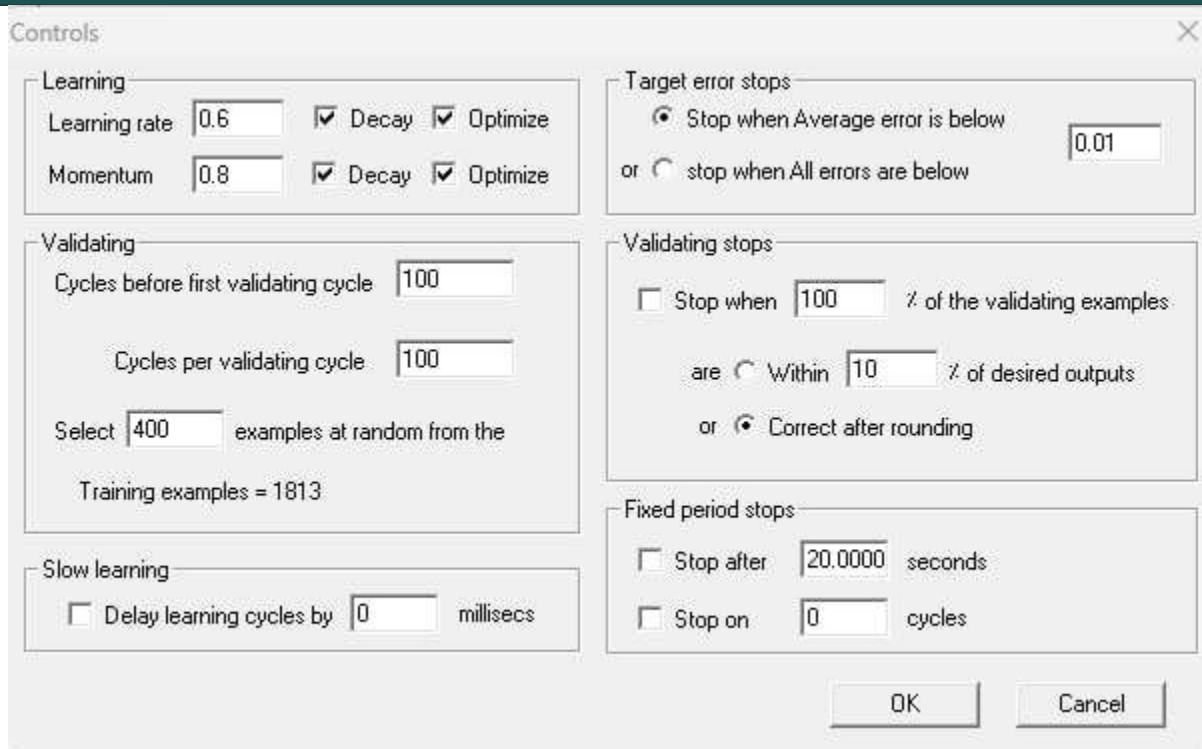 Controls
Learning
Learning rate 0.6 Decay Optimize
Momentum 0.8 Decay Optimize
Validating
Cycles before first validating cycle 100
Cycles per validating cycle 100
Select 400 examples at random from the
Training examples = 1813
Slow learning
Delay learning cycles by 0 millisecs
Target error stops
Stop when Average error is below
0.01
or stop when All errors are below
Validating stops
Stop when 100 % of the validating examples
are Within 10 % of desired outputs
or Correct after rounding
Fixed period stops
Stop after 20.0000 seconds
Stop on 0 cycles
OK Cancel